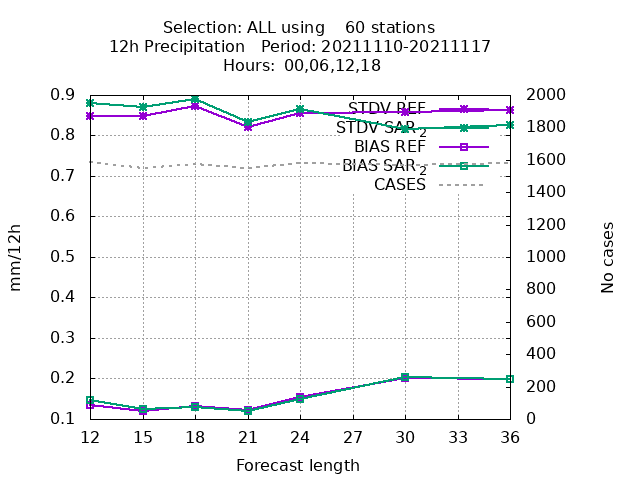 Selection: ALL using 60 stations
12h Precipitation Period: 20211110-20211117
Hours: 00,06,12,18
STDV REF
STDV SAR2
BIAS REF
BIAS SAR2
CASES
mm/12h
0.9
0.8
0.7
0.6
0.5
0.4
0.3
0.2
0.1
2000
1800
1600
1400
1200
1000
800
600
400
200
0
No cases
12 15 18 21 24 27 30 33 36
Forecast length